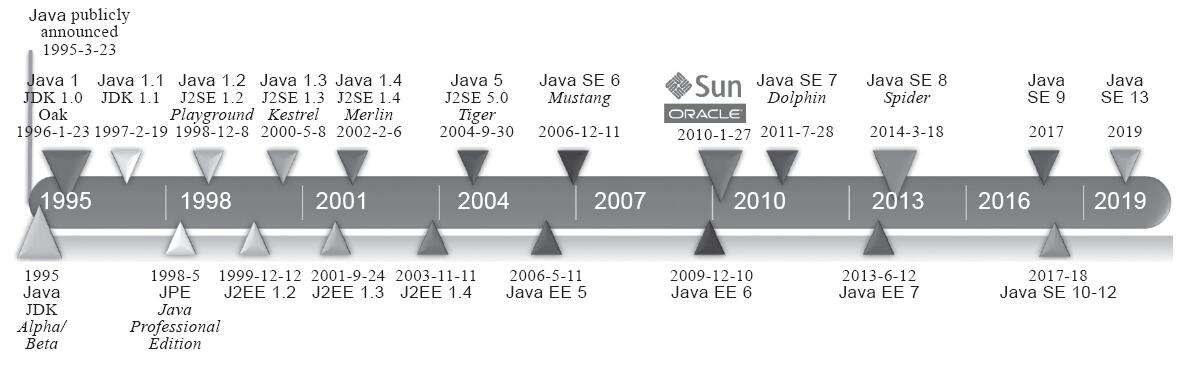 Java publicly
announced
1995-3-23
Java 1
JDK 1.0
Oak
1996-1-23
Java 1.1
JDK 1.1
1997-2-19
Java 1.2
J2SE 1.2
Playground
1998-12-8
Java 1.3
J2SE 1.3
Kestrel
2000-5-8
Java 1.4
J2SE 1.4
Merlin
2002-2-6
Java 5
J2SE 5.0
Tiger
2004-9-30
Java SE 6
Mustang
2006-12-11
Sun
ORACLE
2010-1-27
Java SE 7
Dolphin
2011-7-28
Java SE 8
Spider
2014-3-18
Java
SE 9
2017
Java
SE 13
2019
1995 1998 2001 2004 2007 2010 2013 2016 2019
1995
Java
JDK
Alpha/
Beta
1998-5
JPE
Java
Professional
Edition
1999-12-12
J2EE 1.2
2001-9-24
J2EE 1.3
2003-11-11
J2EE 1.4
2006-5-11
Java EE 5
2009-12-10
Java EE 6
2013-6-12
Java EE 7
2017-18
Java SE 10-12